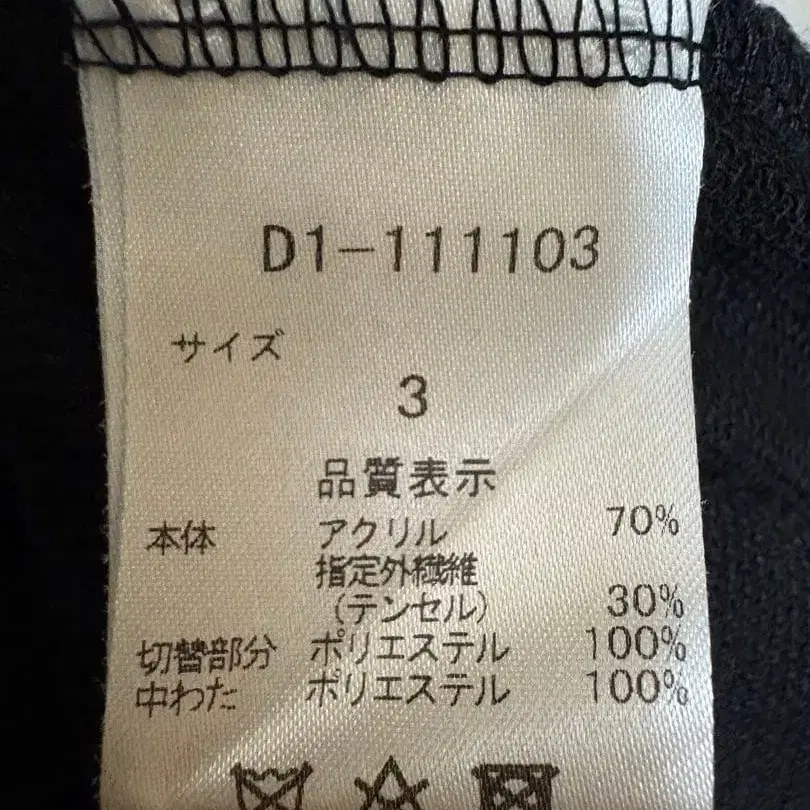 D1-111103
サイズ
3
品質表示
本体 アクリル 70%
指定外繊維
(テンセル) 30%
切替部分 ポリエステル 100%
中わた ポリエステル 100%